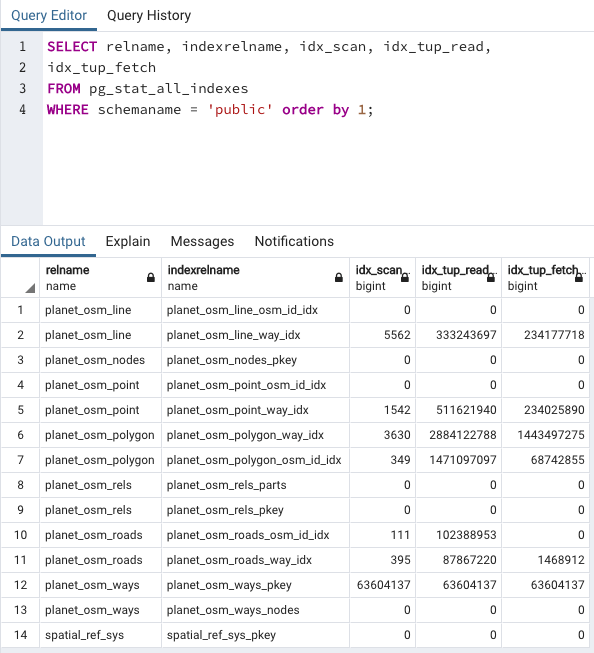 Query Editor Query History
1 SELECT relname, indexrelname, idx_scan, idx_tup_read,
2 idx_tup_fetch
3 FROM pg_stat_all_indexes
4 WHERE schemaname = 'public' order by 1;
Data Output Explain Messages Notifications
relname indexrelname idx_scan... idx_tup_read... idx_tup_fetch...
name name bigint bigint bigint
1 planet_osm_line planet_osm_line_osm_id_idx 0 0 0
2 planet_osm_line planet_osm_line_way_idx 5562 333243697 234177718
3 planet_osm_nodes planet_osm_nodes_pkey 0 0 0
4 planet_osm_point planet_osm_point_osm_id_idx 0 0 0
5 planet_osm_point planet_osm_point_way_idx 1542 511621940 234025890
6 planet_osm_polygon planet_osm_polygon_way_idx 3630 2884122788 1443497275
7 planet_osm_polygon planet_osm_polygon_osm_id_idx 349 1471097097 68742855
8 planet_osm_rels planet_osm_rels_parts 0 0 0
9 planet_osm_rels planet_osm_rels_pkey 0 0 0
10 planet_osm_roads planet_osm_roads_osm_id_idx 111 102388953 0
11 planet_osm_roads planet_osm_roads_way_idx 395 87867220 1468912
12 planet_osm_ways planet_osm_ways_pkey 63604137 63604137 63604137
13 planet_osm_ways planet_osm_ways_nodes 0 0 0
14 spatial_ref_sys spatial_ref_sys_pkey 0 0 0